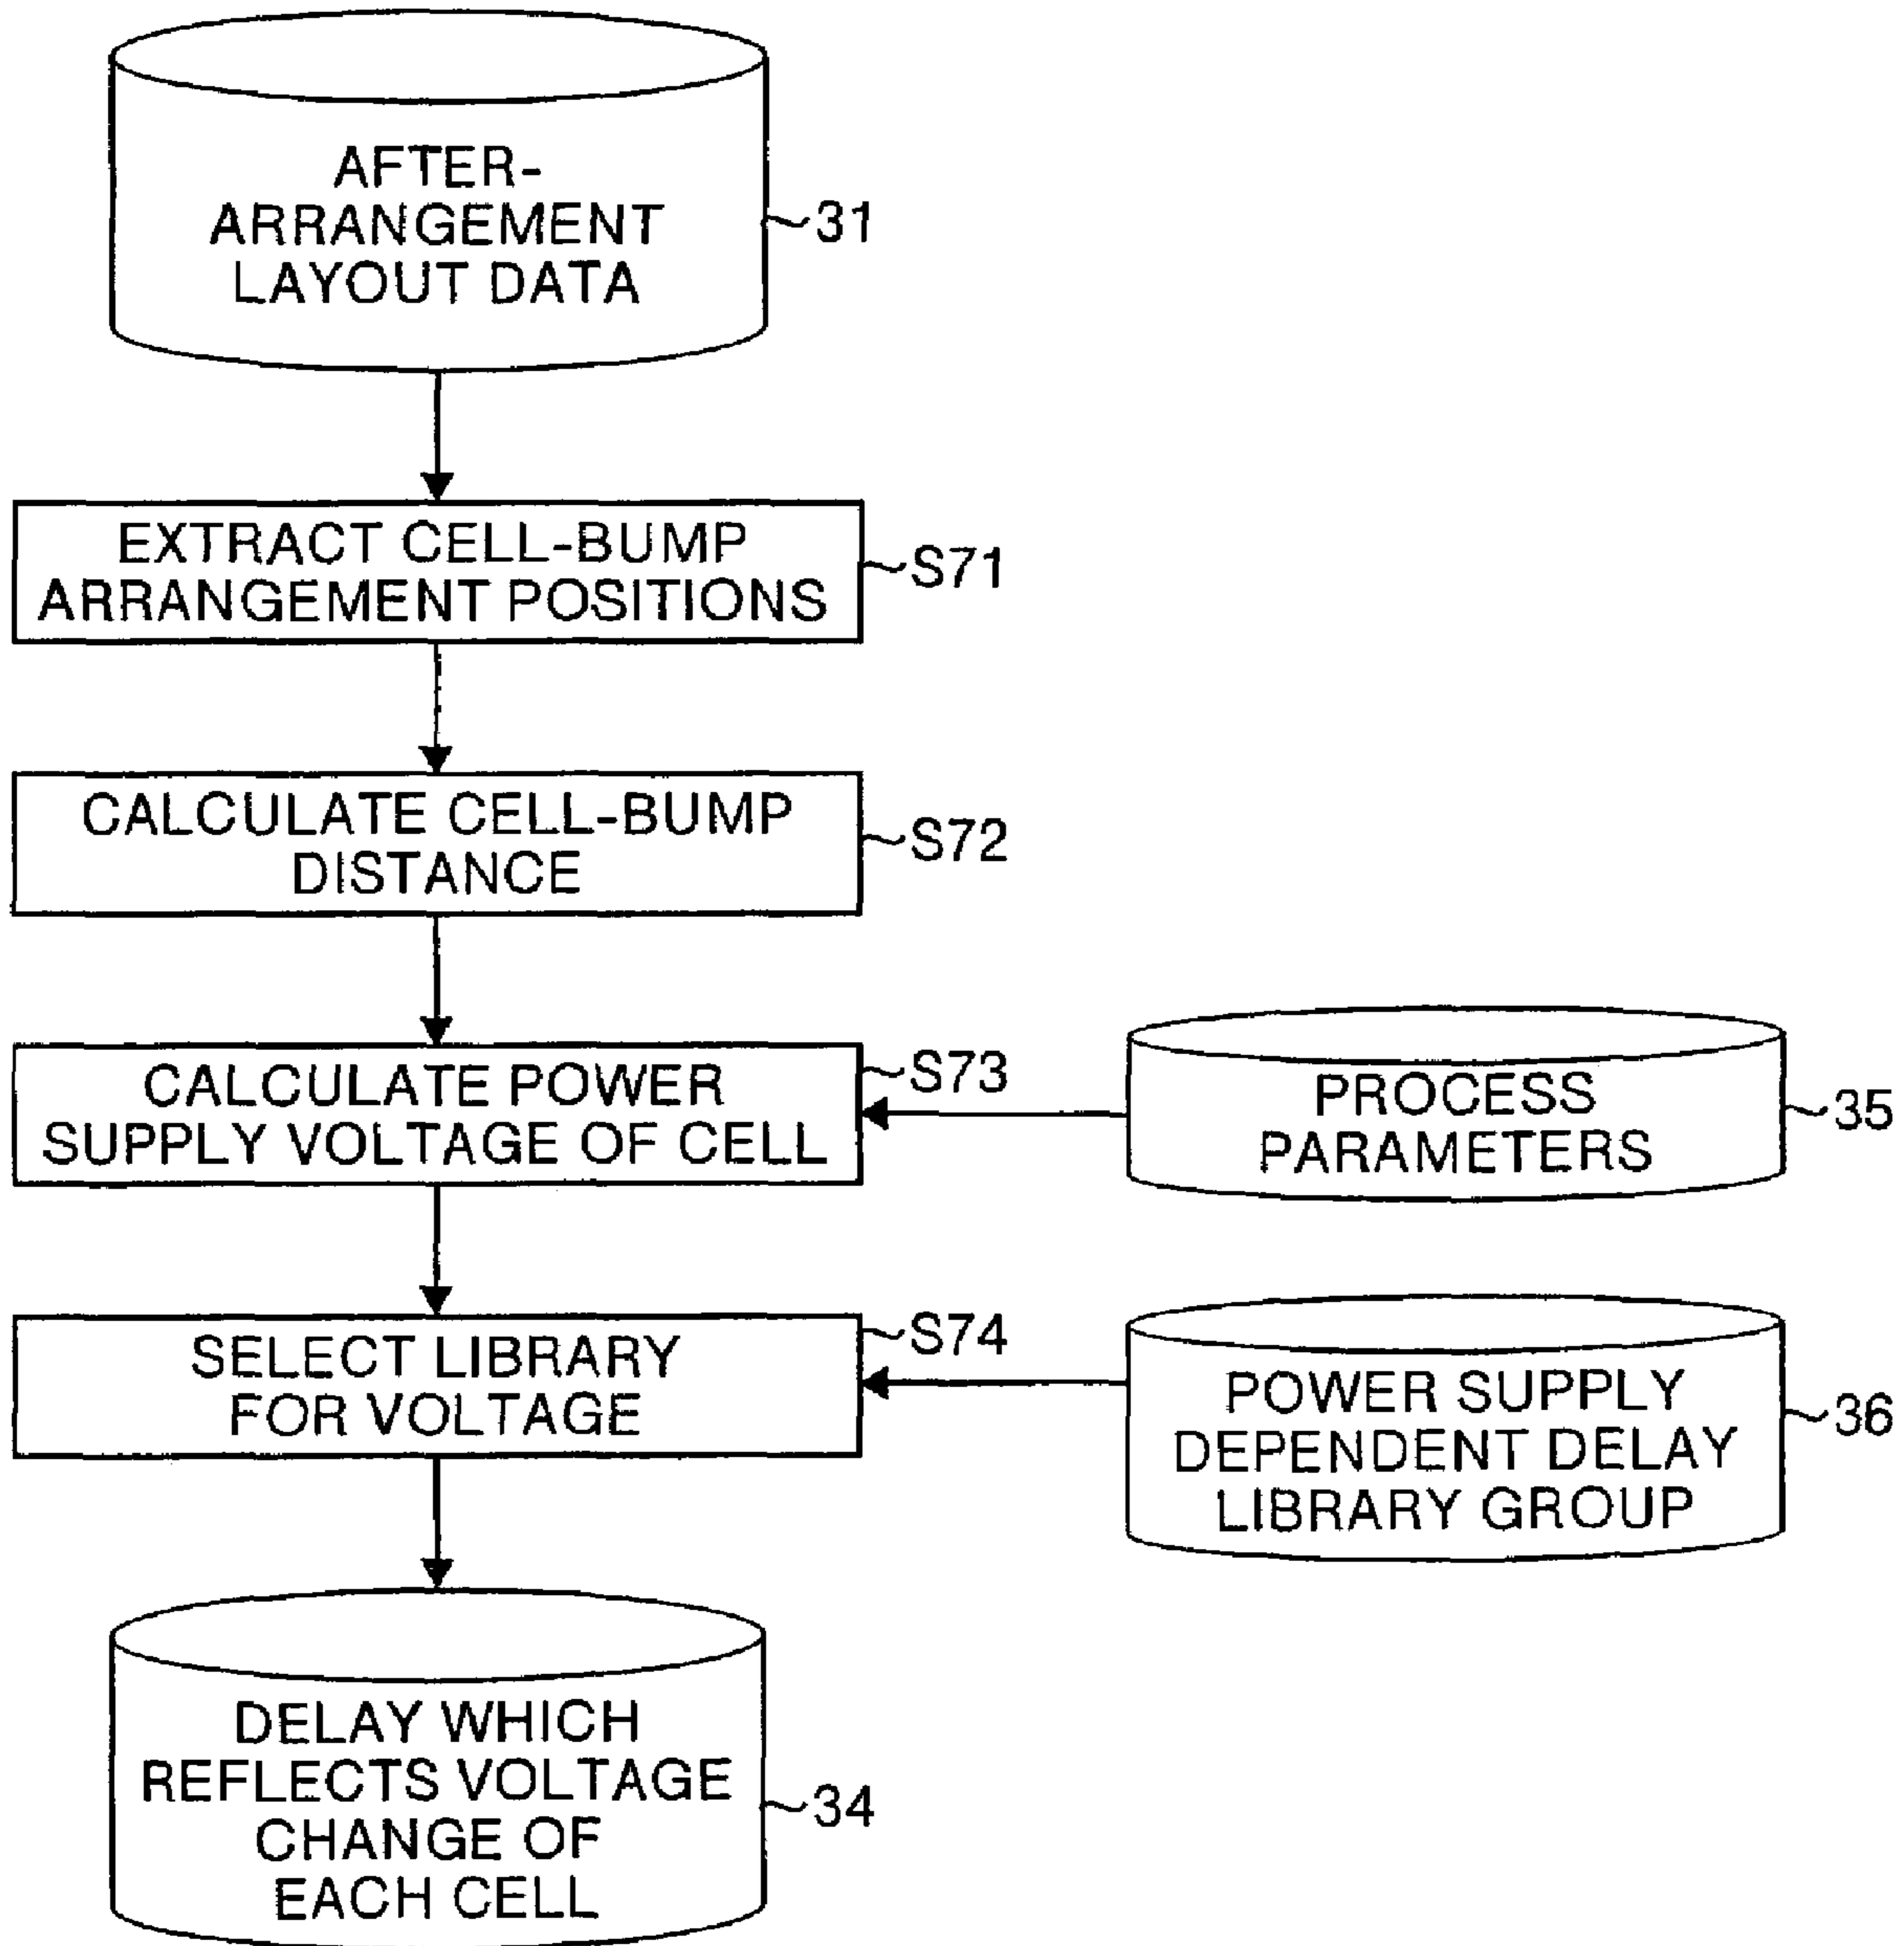 AFTER-
ARRANGEMENT
LAYOUT DATA
31
EXTRACT CELL-BUMP
ARRANGEMENT POSITIONS
S71
CALCULATE CELL-BUMP
DISTANCE
S72
CALCULATE POWER
SUPPLY VOLTAGE OF CELL
S73
PROCESS
PARAMETERS
35
SELECT LIBRARY
FOR VOLTAGE
S74
POWER SUPPLY
DEPENDENT DELAY
LIBRARY GROUP
36
DELAY WHICH
REFLECTS VOLTAGE
CHANGE OF
EACH CELL
34